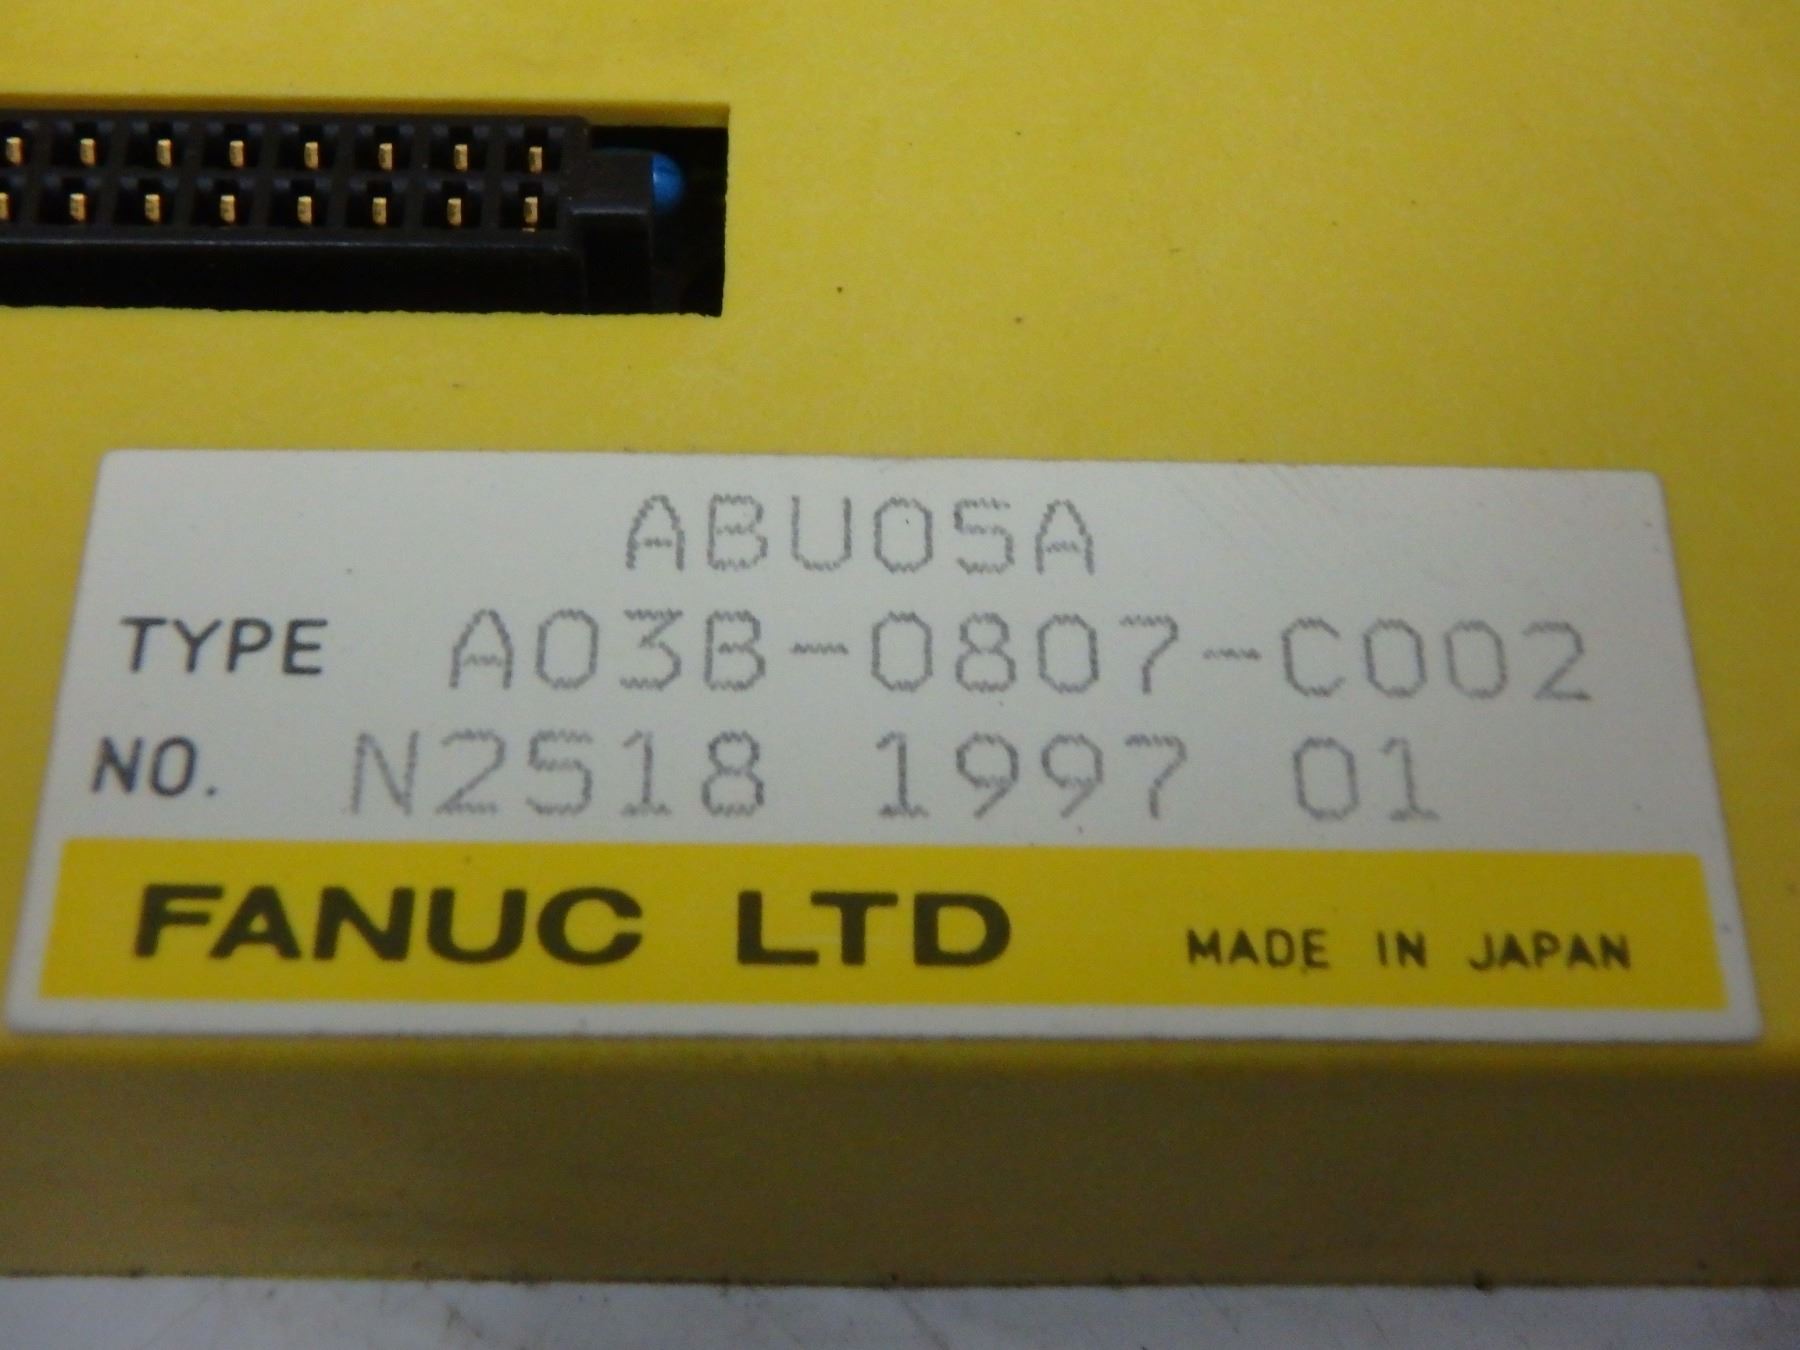 ABU05A
TYPE A03B-0807-C002
NO. N2518 1997 01
FANUC LTD MADE IN JAPAN